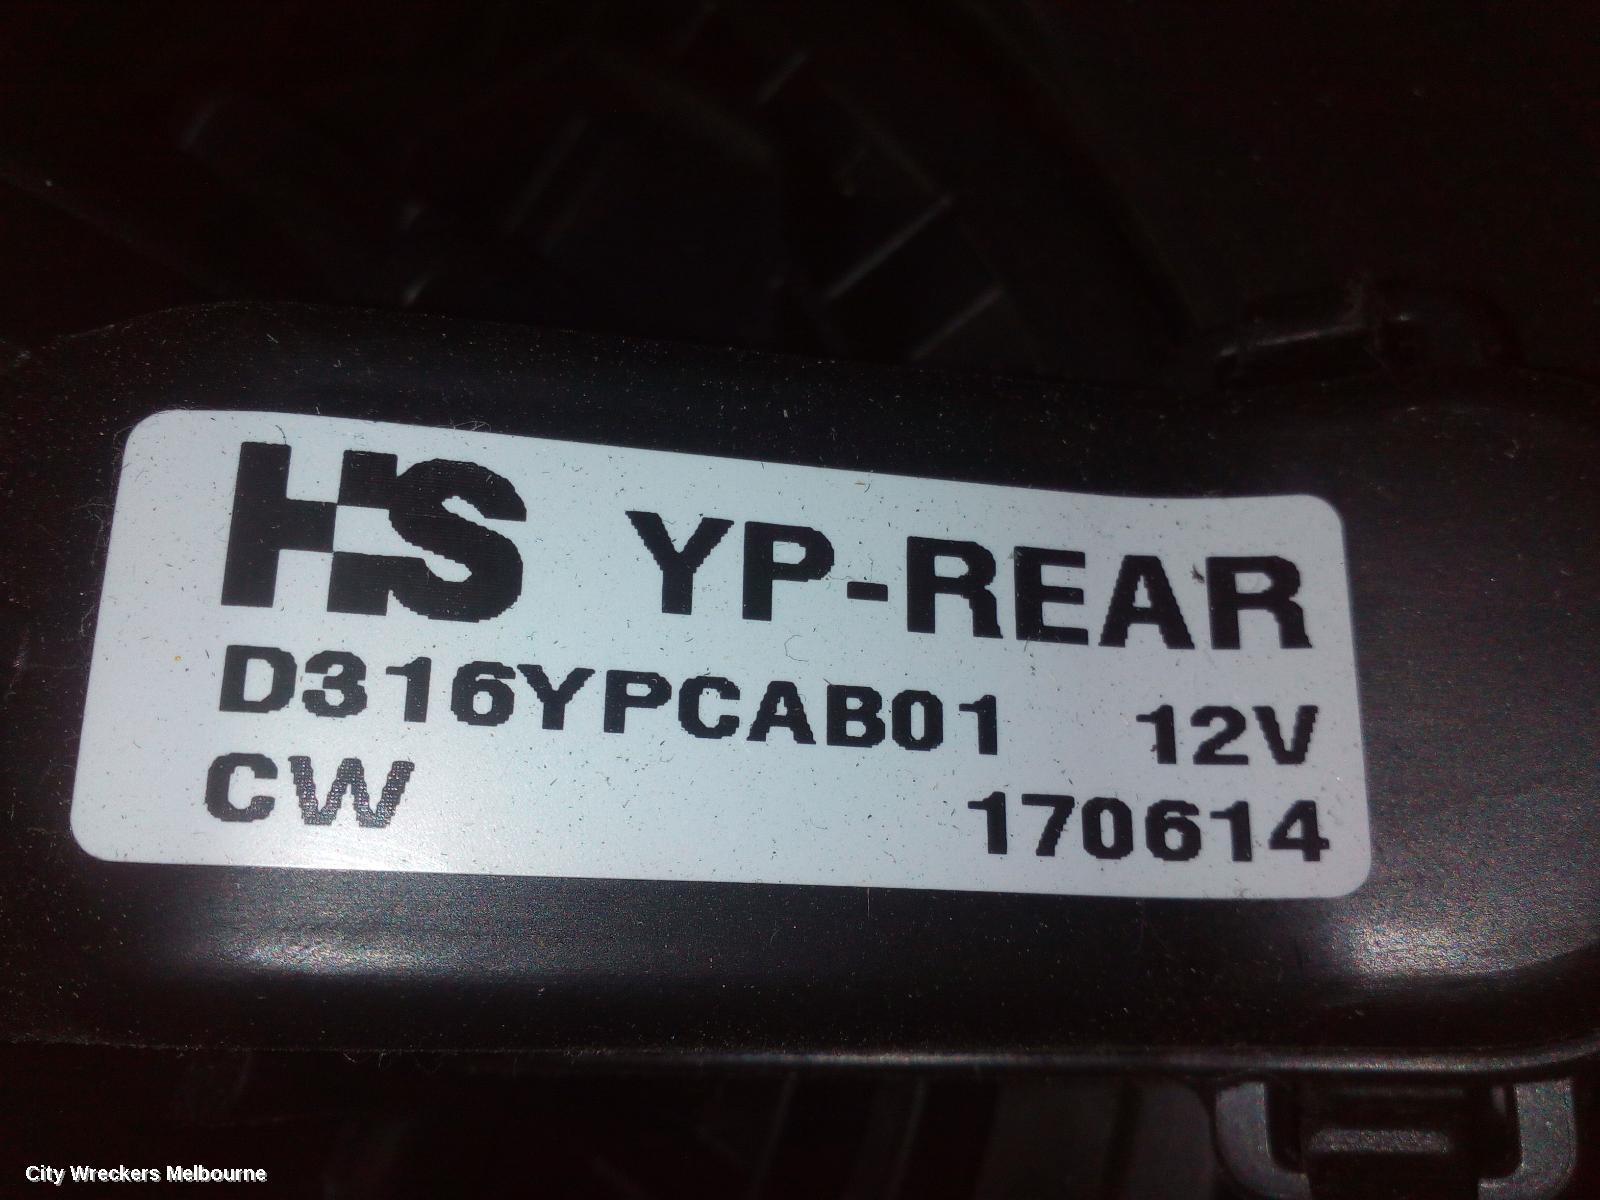 HS YP-REAR
D316YPCAB01 12V
CW 170614
City Wreckers Melbourne